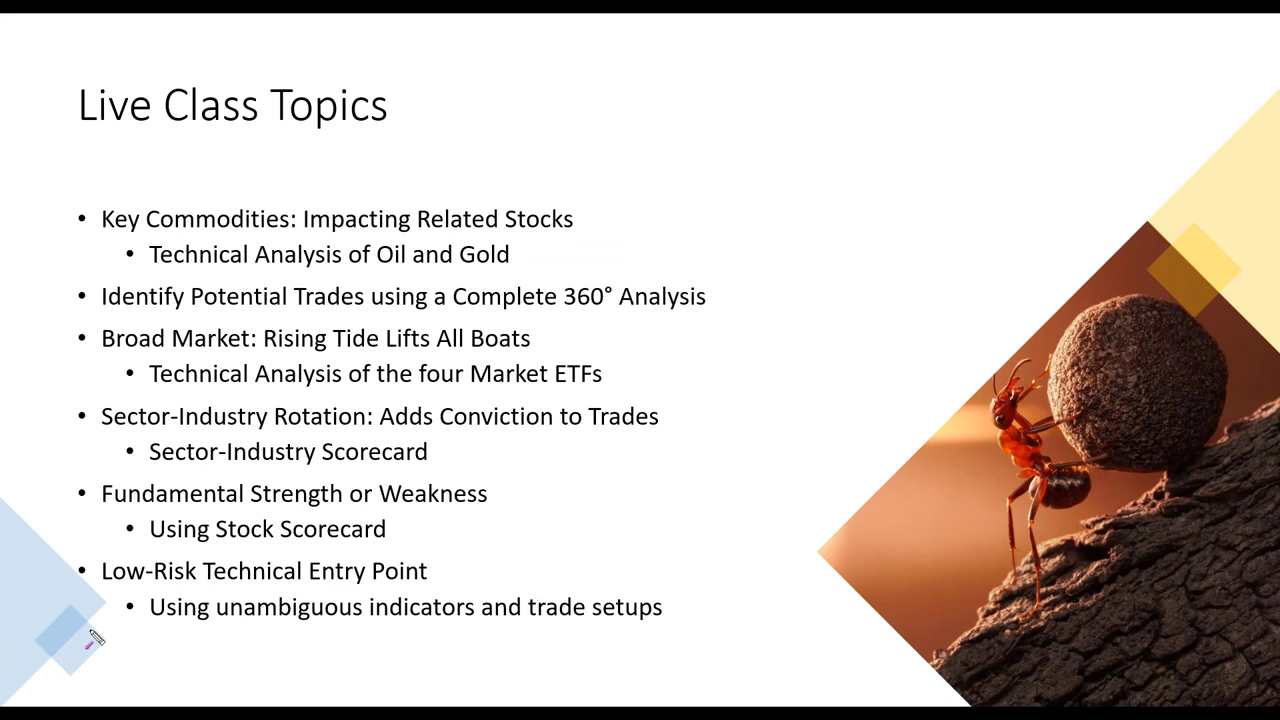 Live Class Topics
• Key Commodities: Impacting Related Stocks
• Technical Analysis of Oil and Gold
• Identify Potential Trades using a Complete 360° Analysis
• Broad Market: Rising Tide Lifts All Boats
• Technical Analysis of the four Market ETFs
• Sector-Industry Rotation: Adds Conviction to Trades
• Sector-Industry Scorecard
• Fundamental Strength or Weakness
• Using Stock Scorecard
• Low-Risk Technical Entry Point
• Using unambiguous indicators and trade setups